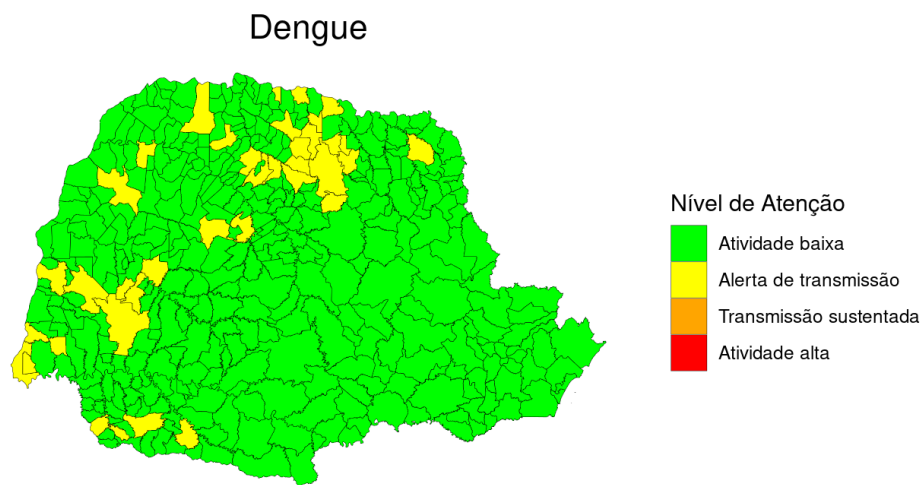 Dengue
Nível de Atenção
Atividade baixa
Alerta de transmissão
Transmissão sustentada
Atividade alta